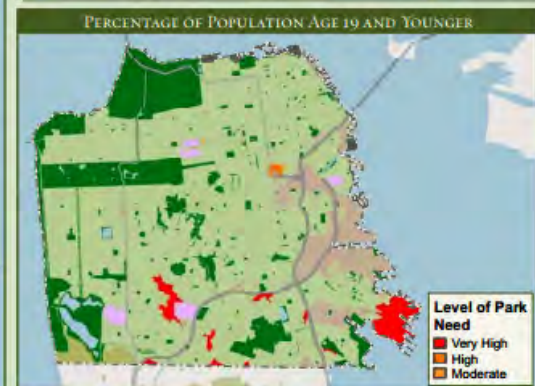 PERCENTAGE OF POPULATION AGE 19 AND YOUNGER
Level of Park
Need
Very High
High
Moderate